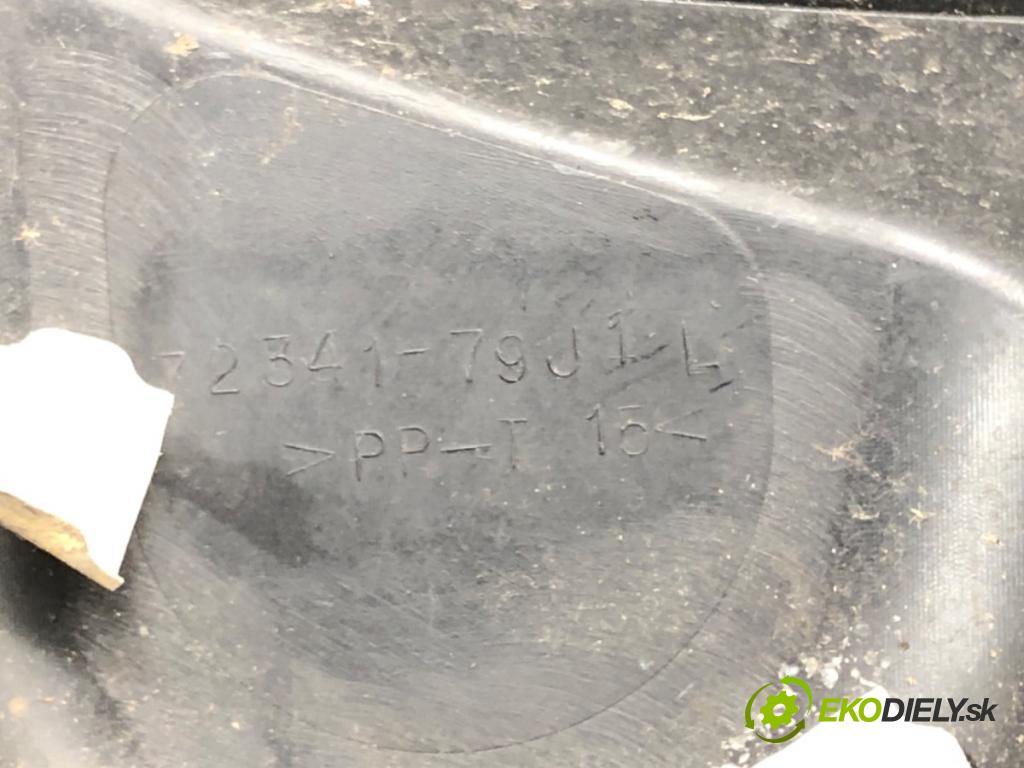 72341-79J1 L
>PP-T 15<
EKODIELY.sk